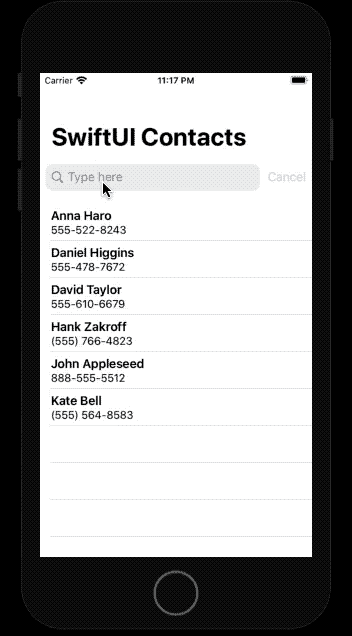 Carrier 11:17 PM
SwiftUI Contacts
Type here Cancel
Anna Haro
555-522-8243
Daniel Higgins
555-478-7672
David Taylor
555-610-6679
Hank Zakroff
(555) 766-4823
John Appleseed
888-555-5512
Kate Bell
(555) 564-8583